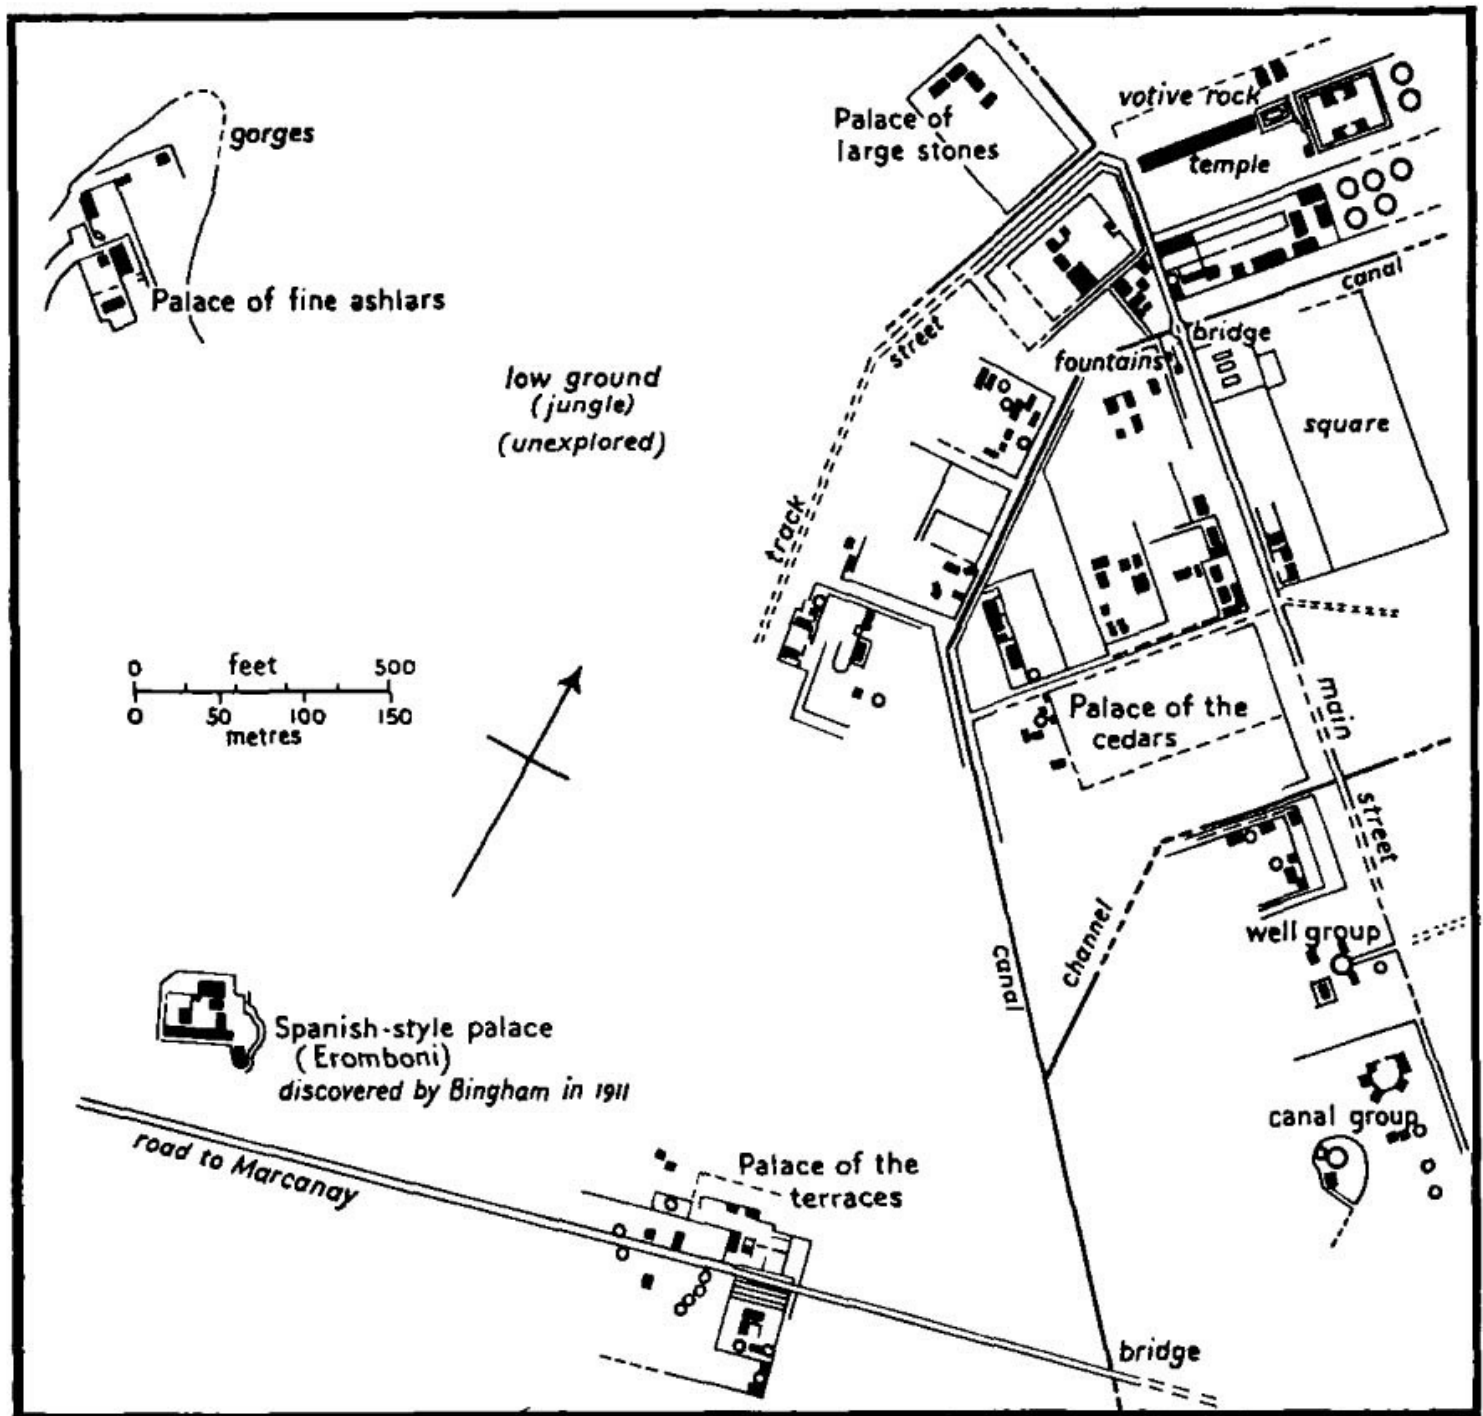 votive rock
Palace of
large stones
gorges
temple
Palace of fine ashlars
canal
street
bridge
fountains
low ground
(jungle)
(unexplored)
square
track
0 feet 500
0 50 100 150
metres
main
Palace of the
cedars
street
channel
well group
canal
Spanish-style palace
(Eromboni)
discovered by Bingham in 1911
canal group
road to Marcanay
Palace of the
terraces
bridge